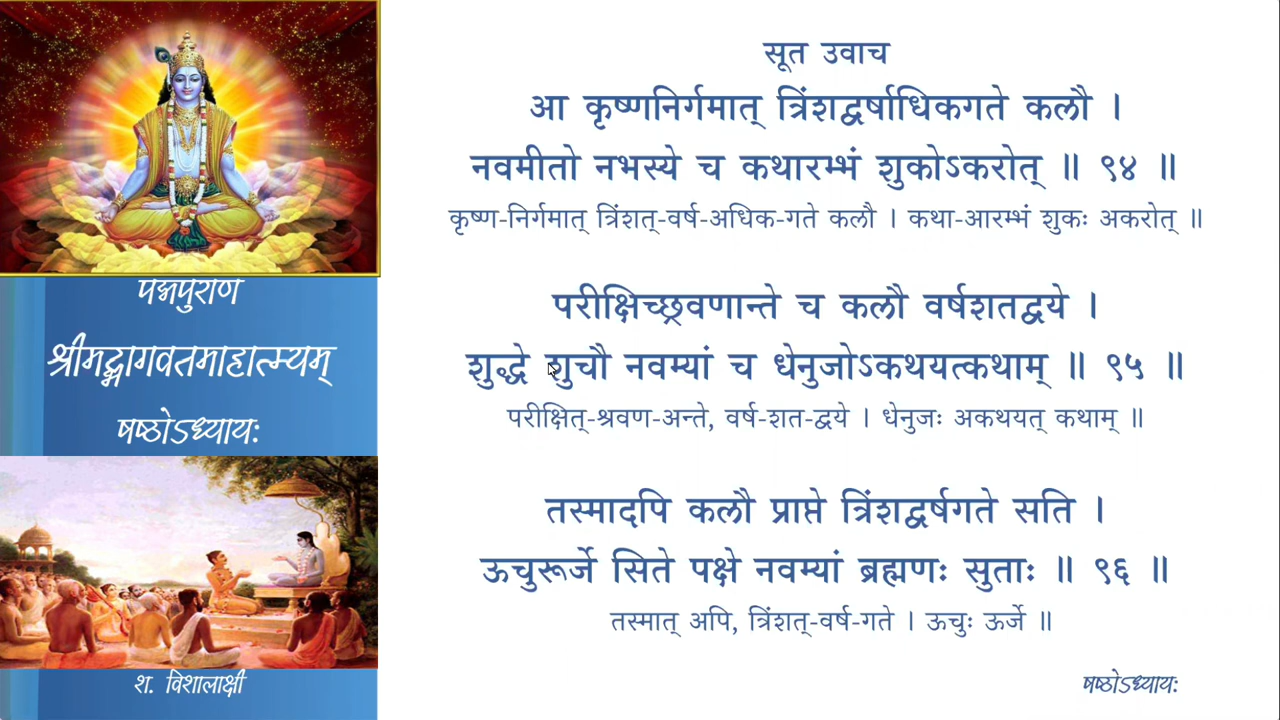 सूत उवाच
आ कृष्णनिर्गमात् त्रिंशद्वर्षाधिकगते कलौ ।
नवमीतो नभस्ये च कथारम्भं शुकोऽकरोत् ॥ ९४ ॥
कृष्ण-निर्गमात् त्रिंशत्-वर्ष-अधिक-गते कलौ । कथा-आरम्भं शुकः अकरोत् ॥
परीक्षिच्छ्रवणान्ते च कलौ वर्षशतद्वये ।
शुद्धे शुचौ नवम्यां च धेनुजोऽकथयत्कथाम् ॥ ९५ ॥
परीक्षित्-श्रवण-अन्ते, वर्ष-शत-द्वये । धेनुजः अकथयत् कथाम् ॥
तस्मादपि कलौ प्राप्ते त्रिंशद्वर्षगते सति ।
ऊचुरूर्जे सिते पक्षे नवम्यां ब्रह्मणः सुताः ॥ ९६ ॥
तस्मात् अपि, त्रिंशत्-वर्ष-गते । ऊचुः ऊर्जे ॥
पद्मपुराण
श्रीमद्भागवतमाहात्म्यम्
षष्ठोऽध्यायः
श. विशालाक्षी
षष्ठोऽध्यायः